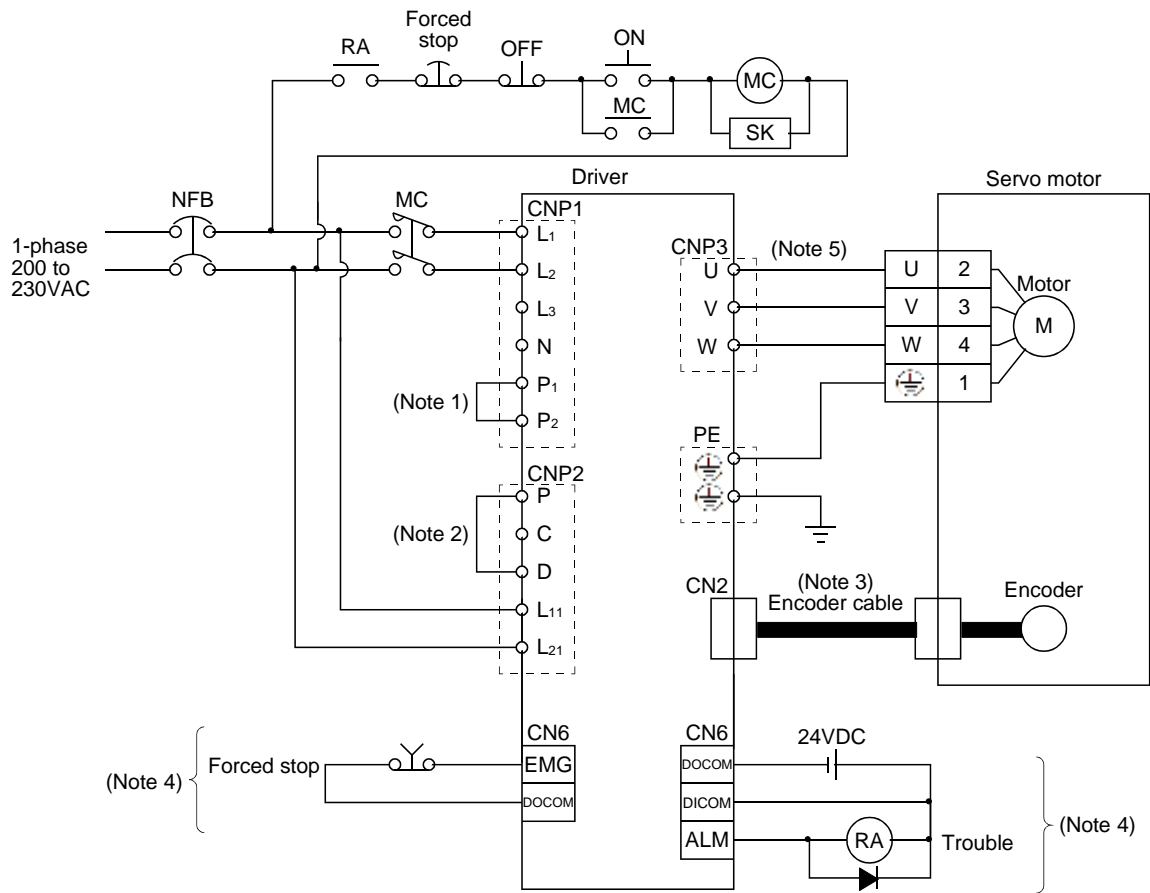 Forced
stop
RA
OFF
ON
MC
MC
SK
Driver
Servo motor
NFB
MC
CNP1
1-phase
200 to
230VAC
L1
L2
L3
N
P1
P2
(Note 1)
CNP3
U
V
W
(Note 5)
U 2
V 3
W 4
1
Motor
M
PE
CNP2
P
C
D
L11
L21
(Note 2)
CN2
(Note 3)
Encoder cable
Encoder
CN6
EMG
DOCOM
(Note 4)
Forced stop
CN6
DOCOM
DICOM
ALM
24VDC
RA
Trouble
(Note 4)